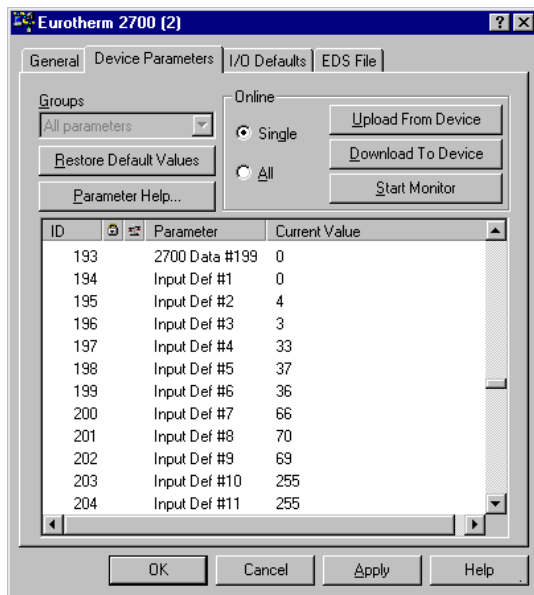 Eurotherm 2700 (2)
General Device Parameters I/O Defaults EDS File
Groups
All parameters
Restore Default Values
Parameter Help...
Online
Single
All
Upload From Device
Download To Device
Start Monitor
ID Parameter Current Value
193 2700 Data #199 0
194 Input Def #1 0
195 Input Def #2 4
196 Input Def #3 3
197 Input Def #4 33
198 Input Def #5 37
199 Input Def #6 36
200 Input Def #7 66
201 Input Def #8 70
202 Input Def #9 69
203 Input Def #10 255
204 Input Def #11 255
OK Cancel Apply Help